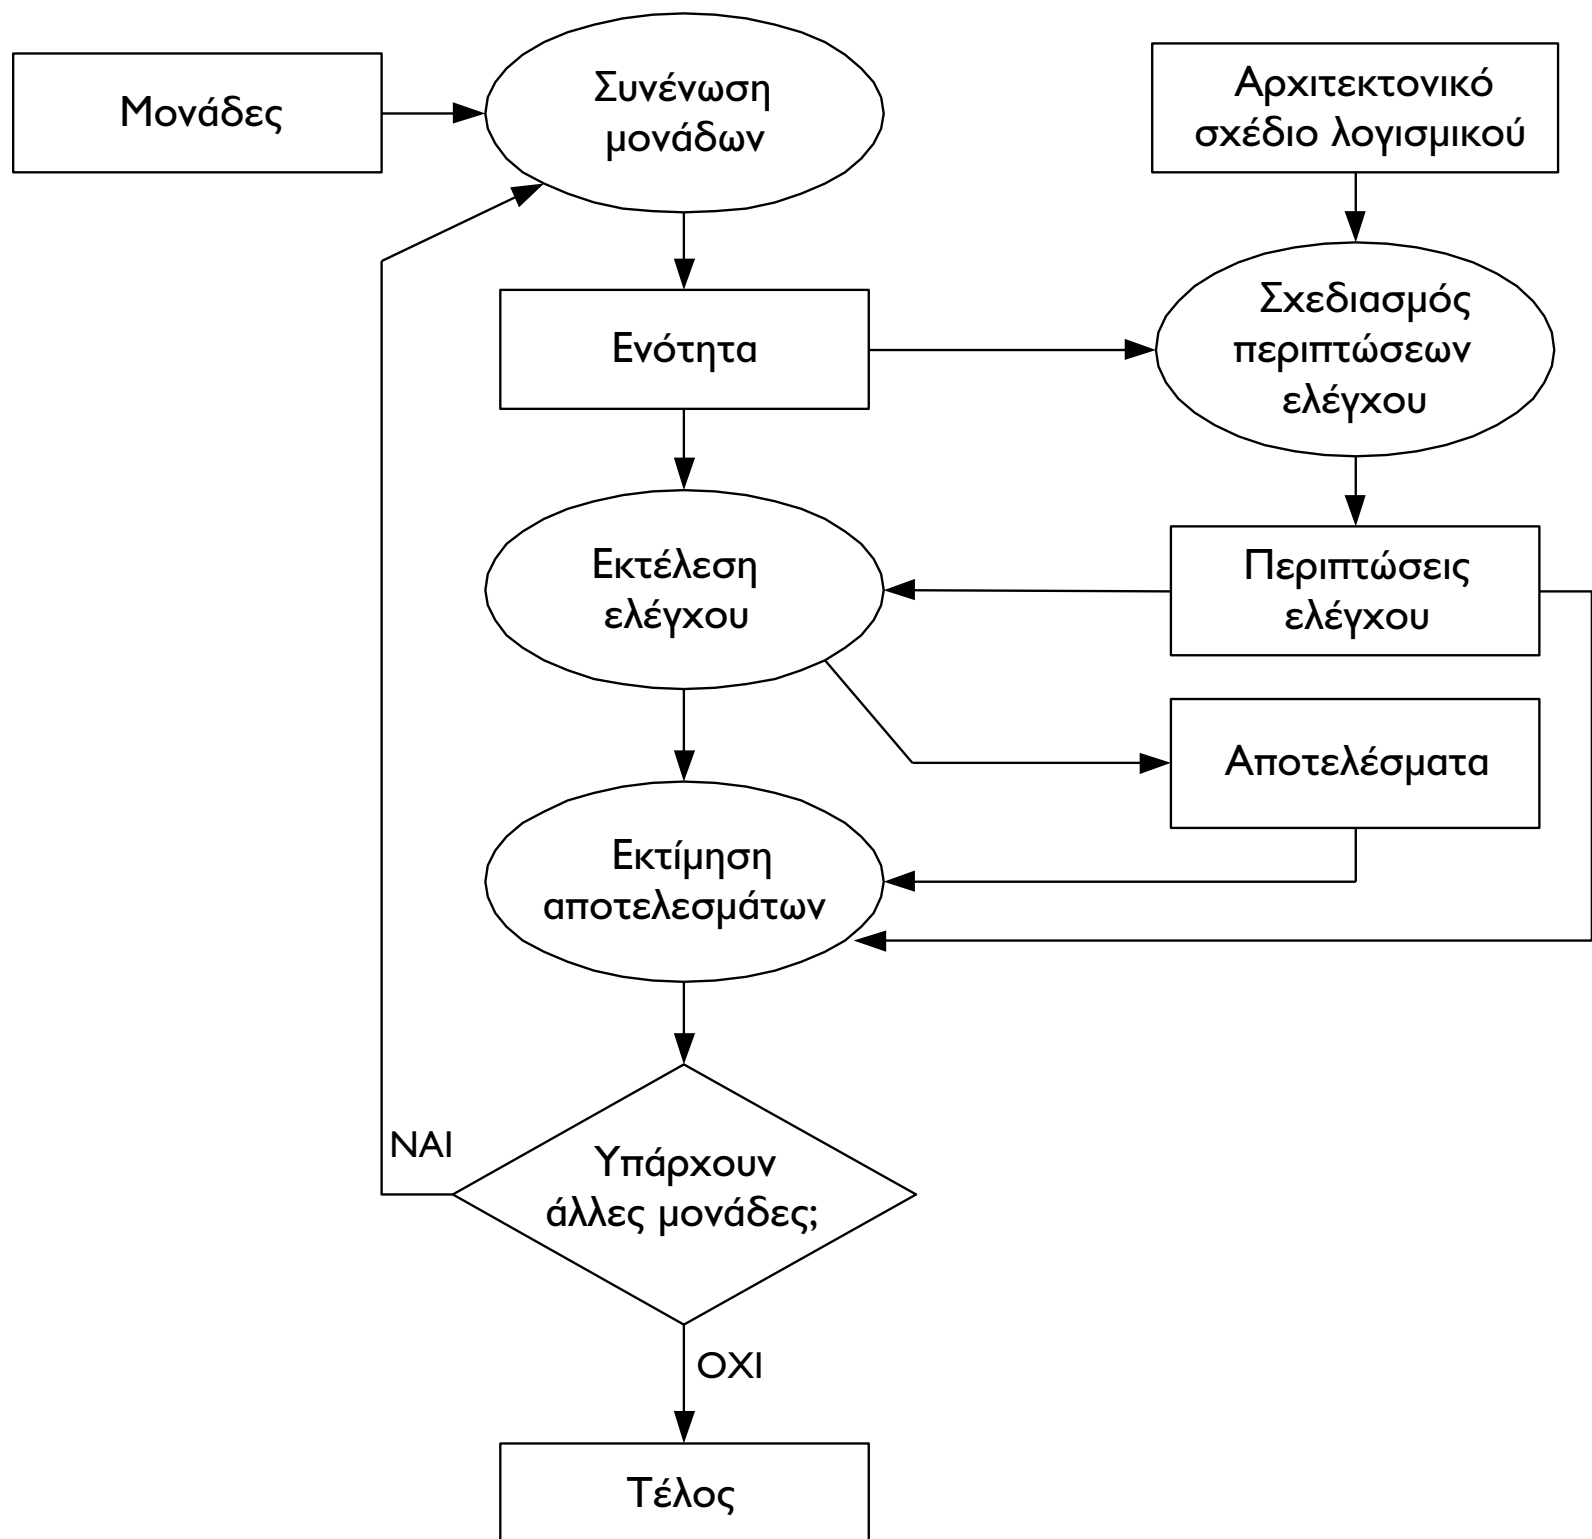 Μονάδες
Συνένωση
μονάδων
Αρχιτεκτονικό
σχέδιο λογισμικού
Ενότητα
Σχεδιασμός
περιπτώσεων
ελέγχου
Εκτέλεση
ελέγχου
Περιπτώσεις
ελέγχου
Αποτελέσματα
Εκτίμηση
αποτελεσμάτων
ΝΑΙ
Υπάρχουν
άλλες μονάδες;
ΟΧΙ
Τέλος